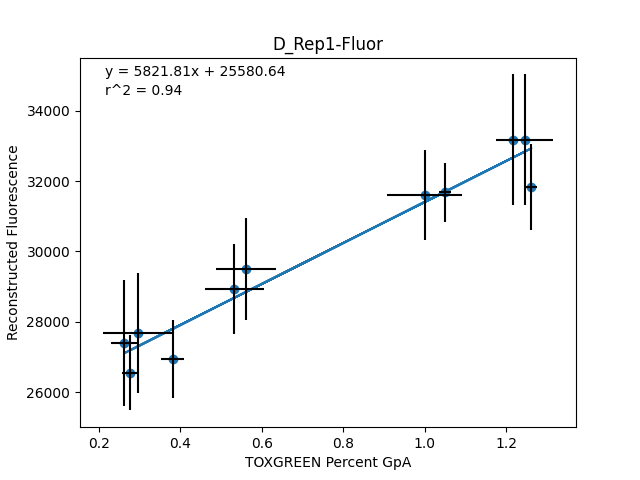 D_Rep1-Fluor
y = 5821.81x + 25580.64
r^2 = 0.94
34000
32000
30000
28000
26000
Reconstructed Fluorescence
0.2 0.4 0.6 0.8 1.0 1.2
TOXGREEN Percent GpA